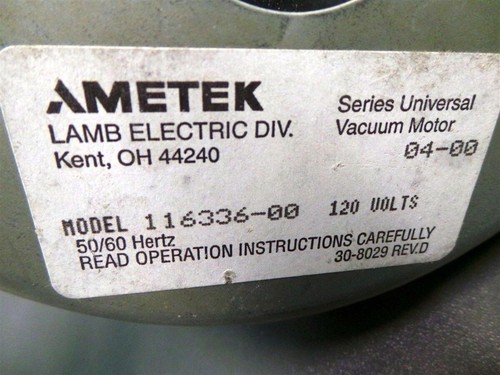 AMETEK
LAMB ELECTRIC DIV.
Kent, OH 44240
Series Universal
Vacuum Motor
04-00
MODEL 116336-00 120 VOLTS
50/60 Hertz
READ OPERATION INSTRUCTIONS CAREFULLY
30-8029 REV.D